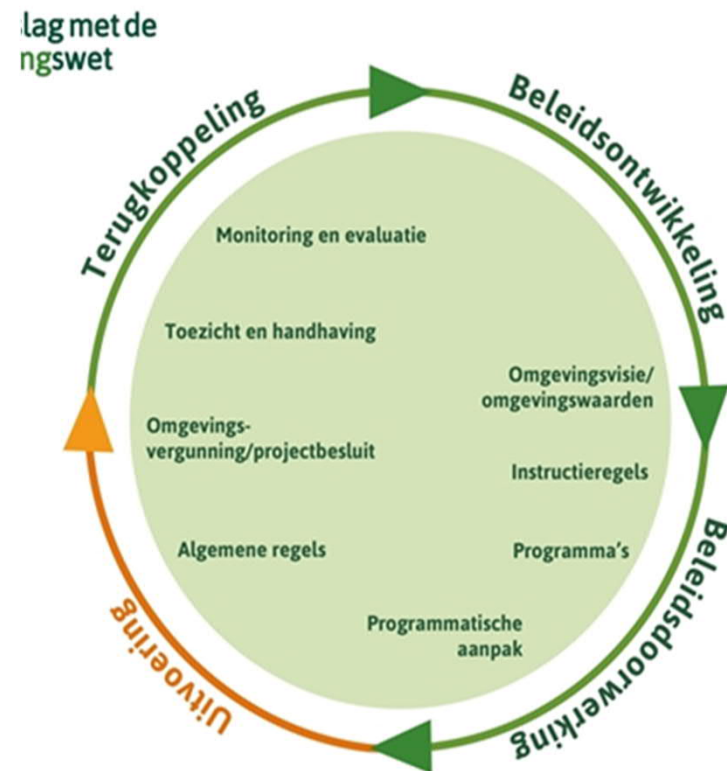 slag met de
ngswet
Terugkoppeling
Beleidsontwikkeling
Monitoring en evaluatie
Toezicht en handhaving
Omgevingsvisie/
omgevingswaarden
Omgevings-
vergunning/projectbesluit
Instructieregels
Algemene regels
Programma's
Programmatische
aanpak
Beleidsdoorwerking
Uitvoering